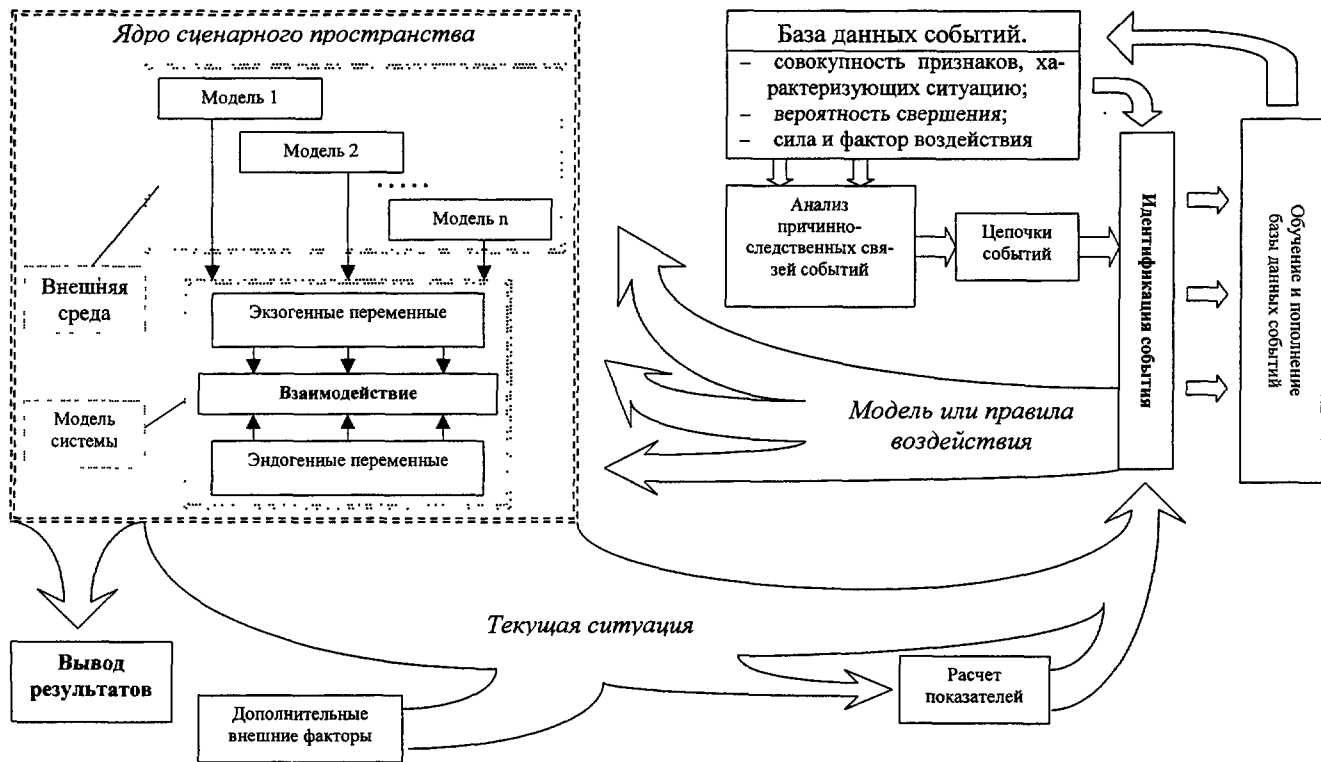 Ядро сценарного пространства
Модель 1
Модель 2
.....
Модель n
Внешняя
среда
Экзогенные переменные
Взаимодействие
Модель
системы
Эндогенные переменные
База данных событий.
– совокупность признаков, ха-
рактеризующих ситуацию;
– вероятность свершения;
– сила и фактор воздействия
Анализ
причинно-
следственных свя-
зей событий
Цепочки
событий
Идентификация события
Обучение и пополнение
базы данных событий
Модель или правила
воздействия
Текущая ситуация
Вывод
результатов
Дополнительные
внешние факторы
Расчет
показателей